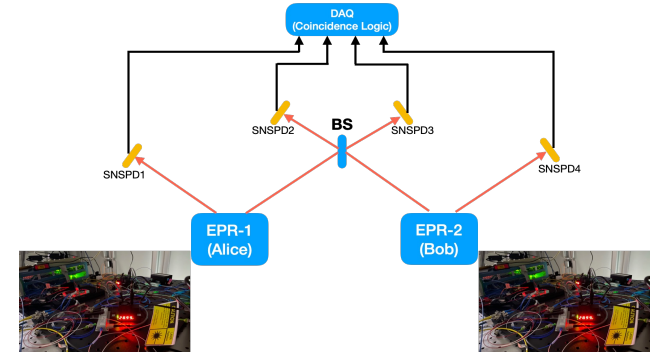 DAQ
(Coincidence Logic)
BS
SNSPD2
SNSPD3
SNSPD1
SNSPD4
EPR-1
(Alice)
EPR-2
(Bob)